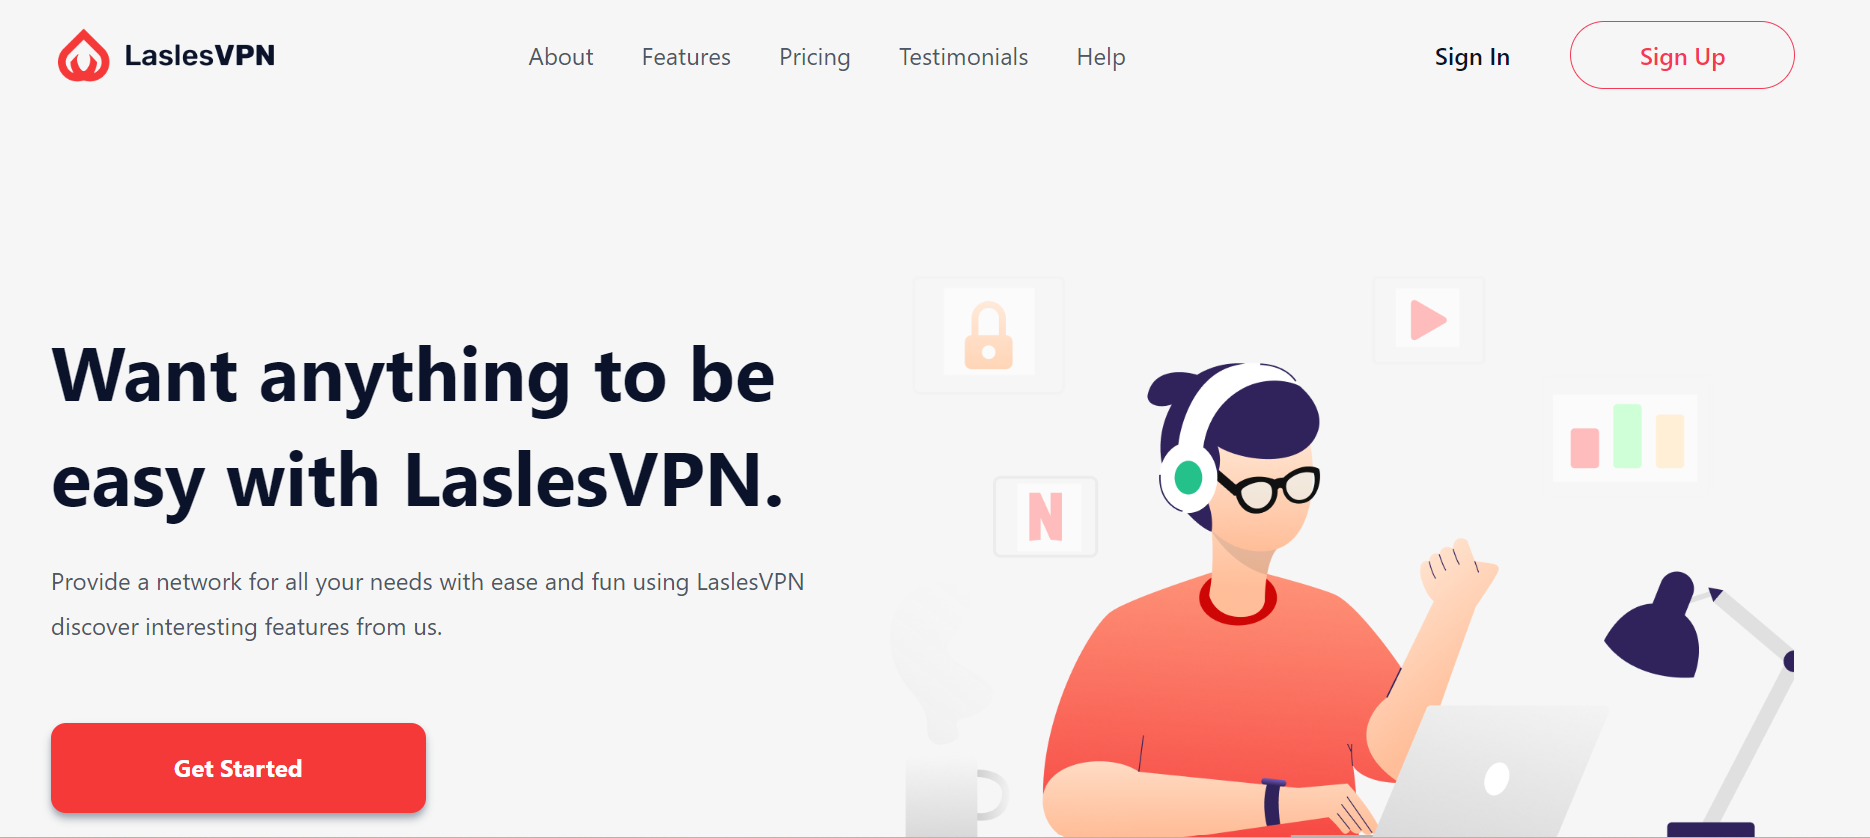 LaslesVPN
About
Features
Pricing
Testimonials
Help
Sign In
Sign Up
Want anything to be
easy with LaslesVPN.
Provide a network for all your needs with ease and fun using LaslesVPN
discover interesting features from us.
Get Started
N